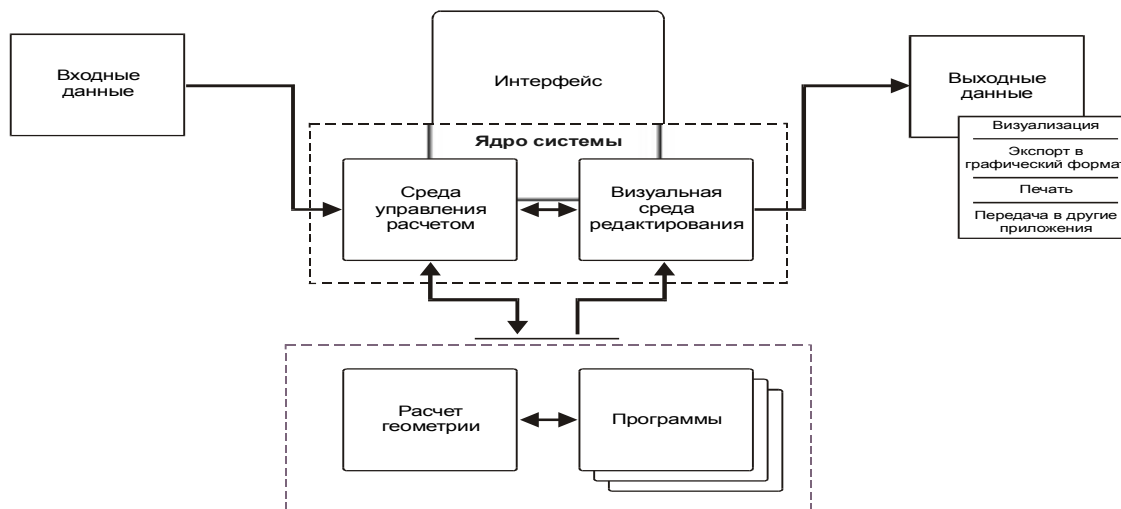 Входные
данные
Интерфейс
Выходные
данные
Визуализация
Экспорт в
графический формат
Печать
Передача в другие
приложения
Ядро системы
Среда
управления
расчетом
Визуальная
среда
редактирования
Расчет
геометрии
Программы